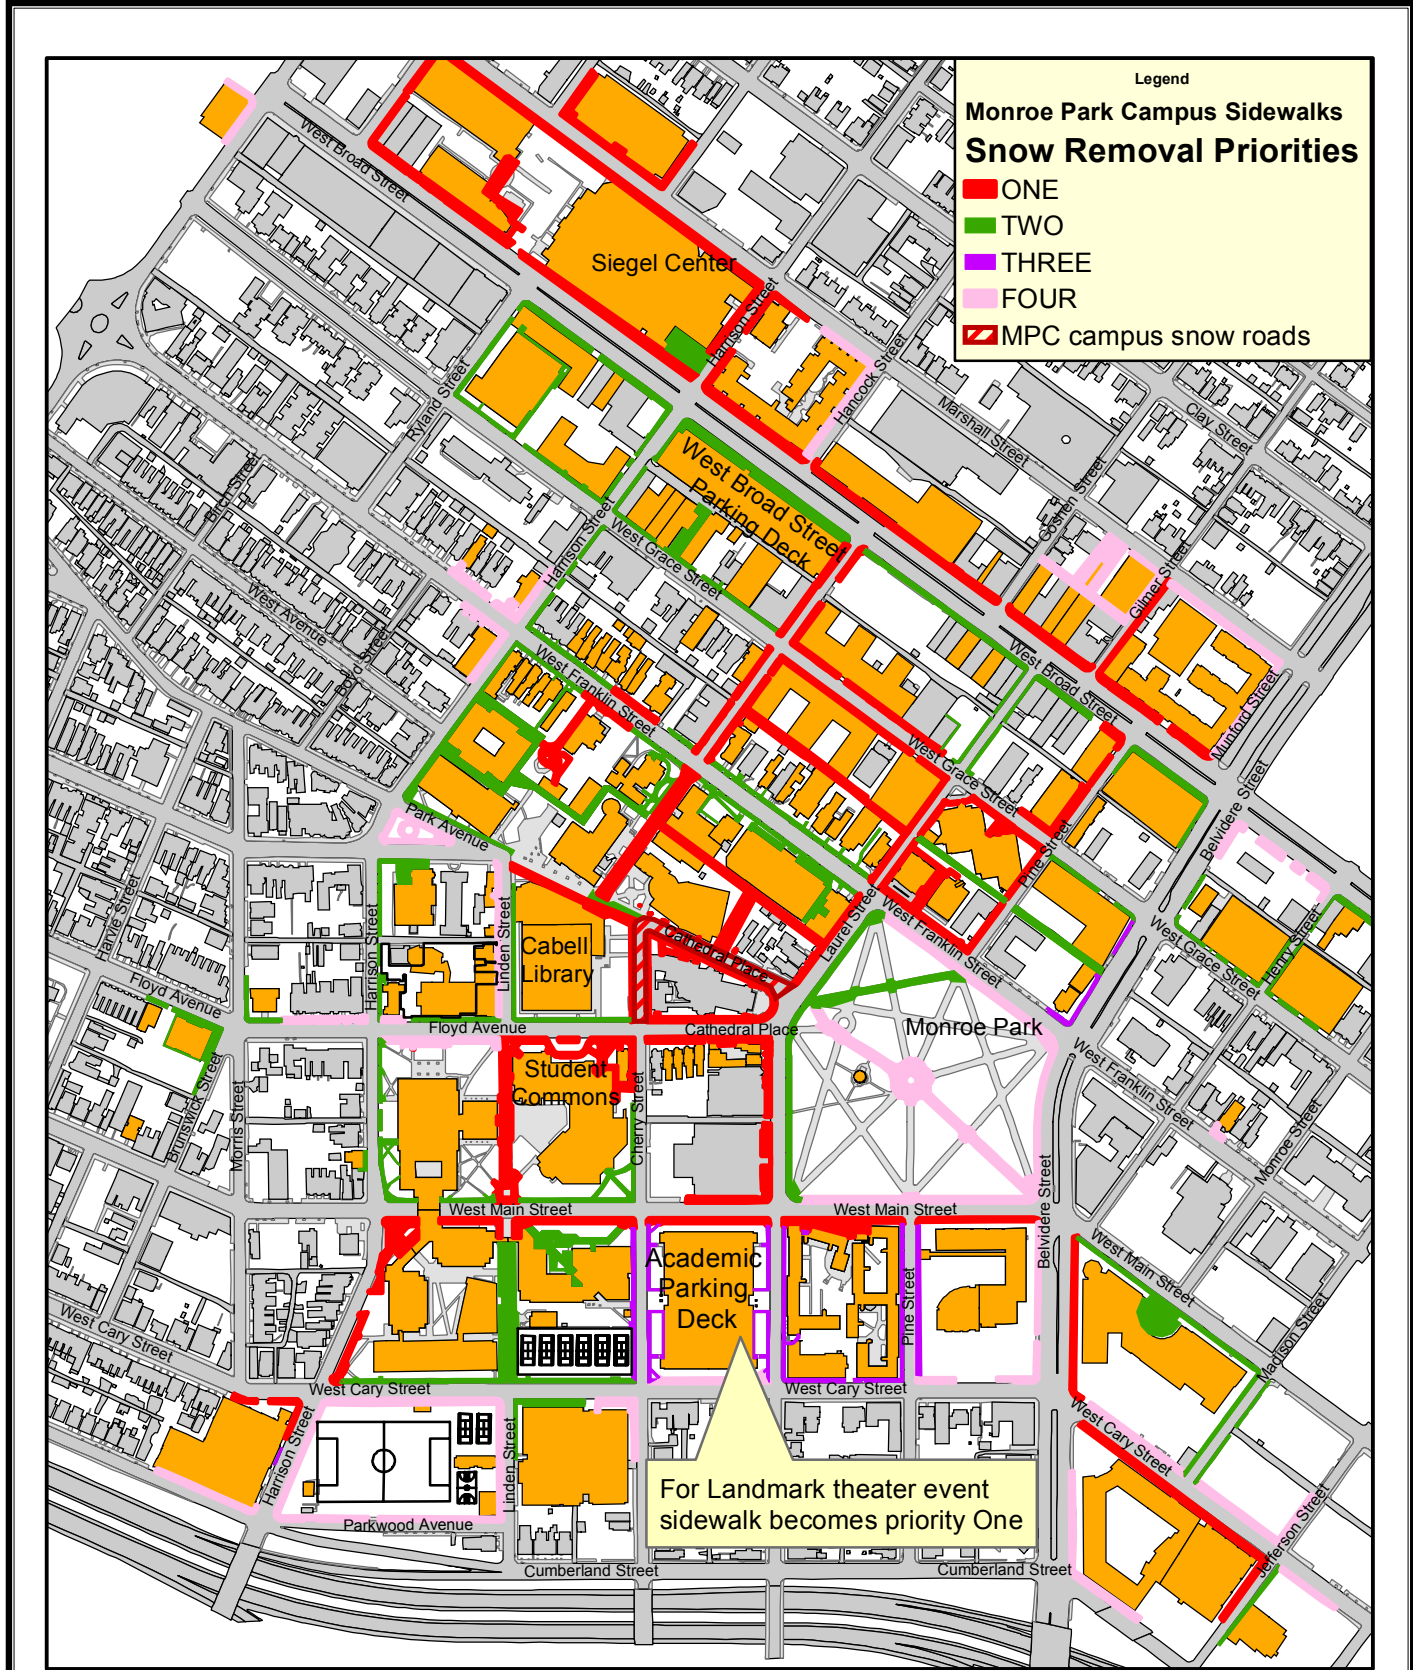 Legend
Monroe Park Campus Sidewalks
Snow Removal Priorities
ONE
TWO
THREE
FOUR
MPC campus snow roads
West Broad Street
Siegel Center
Harrison Street
Hancock Street
Marshall Street
Clay Street
Ryland Street
Goshen Street
Gilmer Street
Birch Street
West Broad Street
Parking Deck
Harrison Street
West Grace Street
West Avenue
Boyd Street
West Franklin Street
West Broad Street
Munford Street
West Grace Street
Belvidere Street
Park Avenue
Pine Street
Harvie Street
Laurel Street
West Franklin Street
West Grace Street
Henry Street
Linden Street
Harrison Street
Cabell
Library
Cathedral Place
Floyd Avenue
Floyd Avenue
Cathedral Place
Monroe Park
Student
Commons
Cherry Street
Brunswick Street
Morris Street
West Franklin Street
Monroe Street
West Main Street
West Main Street
Belvidere Street
West Main Street
Academic
Parking
Deck
Pine Street
Madison Street
West Cary Street
West Cary Street
West Cary Street
West Cary Street
Harrison Street
Linden Street
For Landmark theater event
sidewalk becomes priority One
Parkwood Avenue
Jefferson Street
Cumberland Street
Cumberland Street